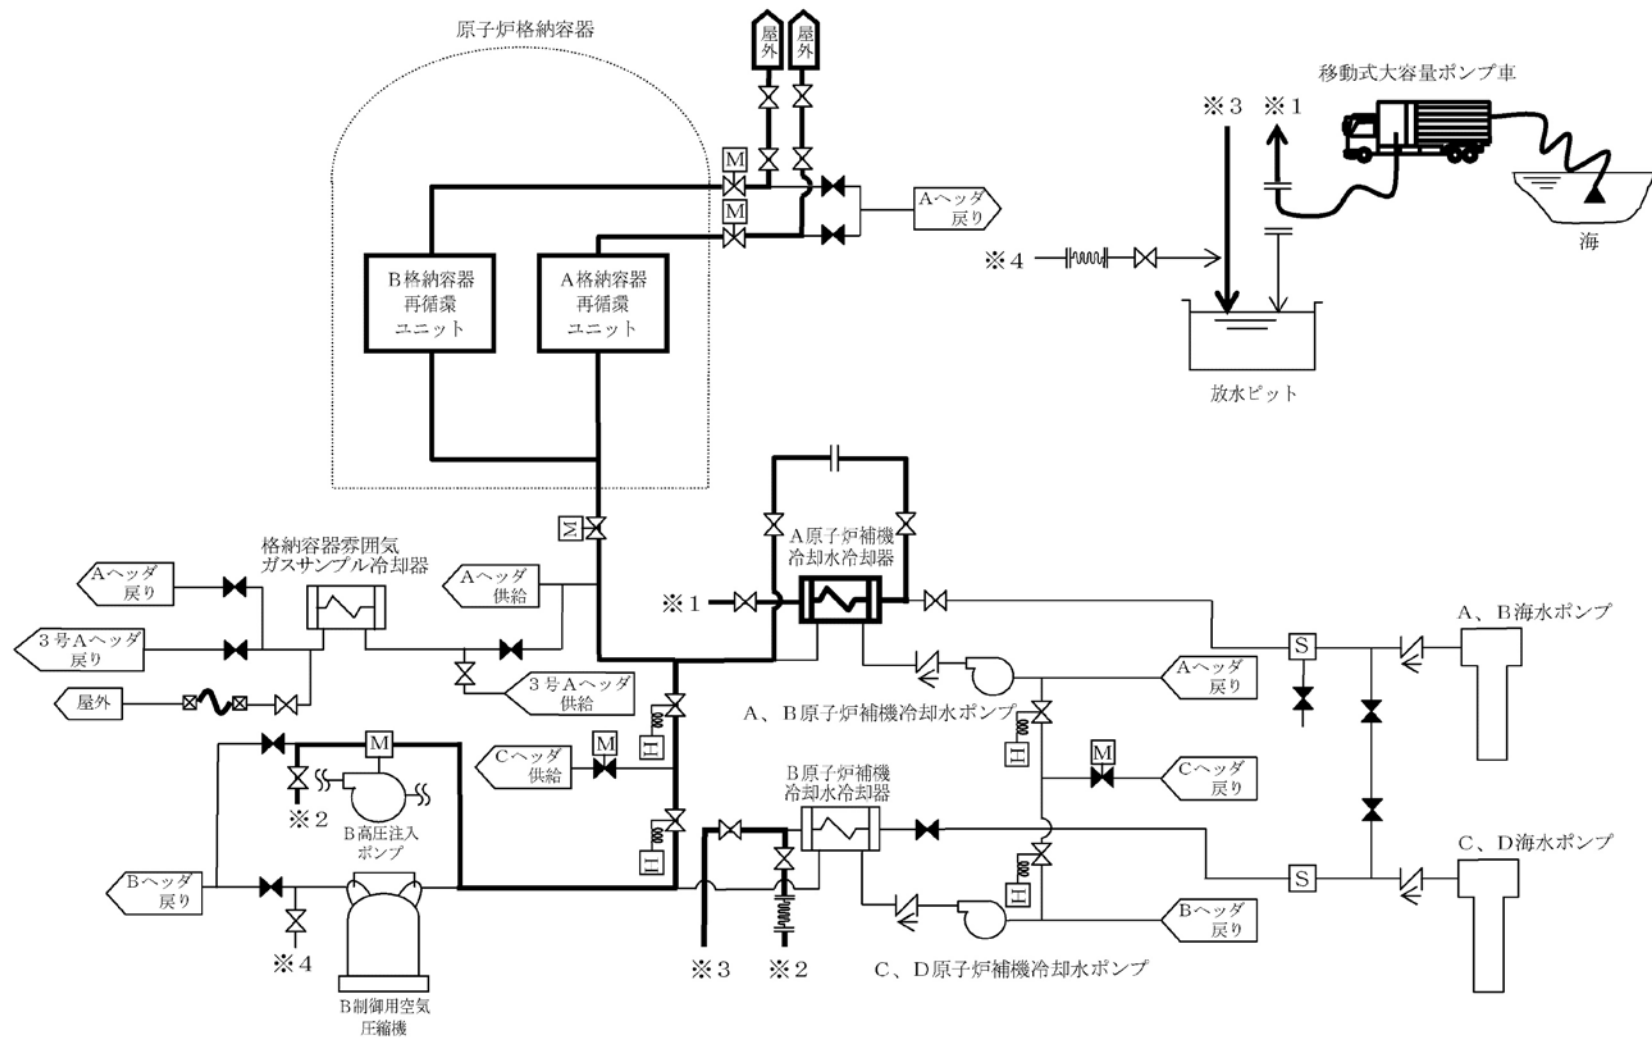 原子炉格納容器
屋外
屋外
移動式大容量ポンプ車
※3
※1
M
M
Aヘッダ
戻り
海
※4
B格納容器
再循環
ユニット
A格納容器
再循環
ユニット
放水ピット
M
格納容器雰囲気
ガスサンプル冷却器
A原子炉補機
冷却水冷却器
Aヘッダ
戻り
Aヘッダ
供給
※1
A、B海水ポンプ
3号Aヘッダ
戻り
S
Aヘッダ
戻り
3号Aヘッダ
供給
屋外
A、B原子炉補機冷却水ポンプ
H
H
M
Cヘッダ
供給
M
M
Cヘッダ
戻り
B原子炉補機
冷却水冷却器
※2
B高圧注入
ポンプ
H
C、D海水ポンプ
Bヘッダ
戻り
S
H
Bヘッダ
戻り
※4
※3
※2
C、D原子炉補機冷却水ポンプ
B制御用空気
圧縮機